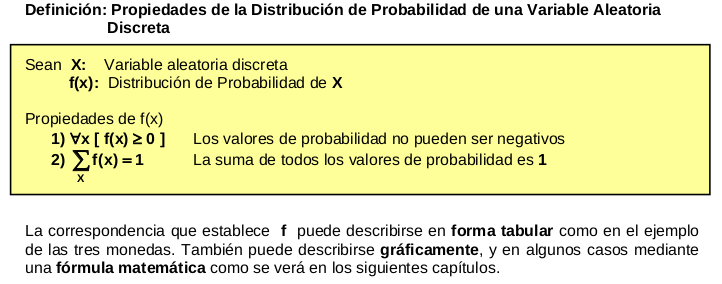 Definición: Propiedades de la Distribución de Probabilidad de una Variable Aleatoria
Discreta
Sean X: Variable aleatoria discreta
f(x): Distribución de Probabilidad de X
Propiedades de f(x)
1) ∀x [ f(x) ≥ 0 ] Los valores de probabilidad no pueden ser negativos
2) ∑ f(x) = 1 La suma de todos los valores de probabilidad es 1
x
La correspondencia que establece f puede describirse en forma tabular como en el ejemplo
de las tres monedas. También puede describirse gráficamente, y en algunos casos mediante
una fórmula matemática como se verá en los siguientes capítulos.